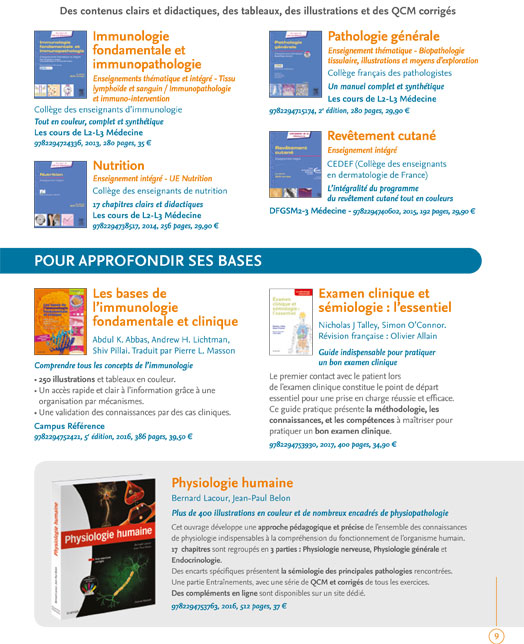 Des contenus clairs et didactiques, des tableaux, des illustrations et des QCM corrigés
Immunologie
fondamentale et
immunopathologie
Enseignements thématique et intégré - Tissu
lymphoïde et sanguin / Immunopathologie
et immuno-intervention
Collège des enseignants d'immunologie
Tout en couleur, complet et synthétique
Les cours de L2-L3 Médecine
9782294724336, 2013, 280 pages, 35 €
Nutrition
Enseignement intégré - UE Nutrition
Collège des enseignants de nutrition
17 chapitres clairs et didactiques
Les cours de L2-L3 Médecine
9782294738517, 2014, 256 pages, 29,90 €
Pathologie générale
Enseignement thématique - Biopathologie
tissulaire, illustrations et moyens d'exploration
Collège français des pathologistes
Un manuel complet et synthétique
Les cours de L2-L3 Médecine
9782294715174, 2e édition, 280 pages, 29,90 €
Revêtement cutané
Enseignement intégré
CEDEF (Collège des enseignants
en dermatologie de France)
L'intégralité du programme
du revêtement cutané tout en couleurs
DFGSM2-3 Médecine - 9782294740602, 2015, 192 pages, 29,90 €
POUR APPROFONDIR SES BASES
Les bases de
l'immunologie
fondamentale et clinique
Abdul K. Abbas, Andrew H. Lichtman,
Shiv Pillai. Traduit par Pierre L. Masson
Comprendre tous les concepts de l'immunologie
• 250 illustrations et tableaux en couleur.
• Un accès rapide et clair à l'information grâce à une
organisation par mécanismes.
• Une validation des connaissances par des cas cliniques.
Campus Référence
9782294752421, 5e édition, 2016, 386 pages, 39,50 €
Examen clinique et
sémiologie : l'essentiel
Nicholas J Talley, Simon O'Connor.
Révision française : Olivier Allain
Guide indispensable pour pratiquer
un bon examen clinique
Le premier contact avec le patient lors
de l'examen clinique constitue le point de départ
essentiel pour une prise en charge réussie et efficace.
Ce guide pratique présente la méthodologie, les
connaissances, et les compétences à maîtriser pour
pratiquer un bon examen clinique.
9782294753930, 2017, 400 pages, 34,90 €
Physiologie humaine
Physiologie humaine
Bernard Lacour, Jean-Paul Belon
Plus de 400 illustrations en couleur et de nombreux encadrés de physiopathologie
Cet ouvrage développe une approche pédagogique et précise de l'ensemble des connaissances
de physiologie indispensables à la compréhension du fonctionnement de l'organisme humain.
17 chapitres sont regroupés en 3 parties : Physiologie nerveuse, Physiologie générale et
Endocrinologie.
Des encarts spécifiques présentent la sémiologie des principales pathologies rencontrées.
Une partie Entraînements, avec une série de QCM et corrigés de tous les exercices.
Des compléments en ligne sont disponibles sur un site dédié.
9782294753763, 2016, 512 pages, 37 €
9